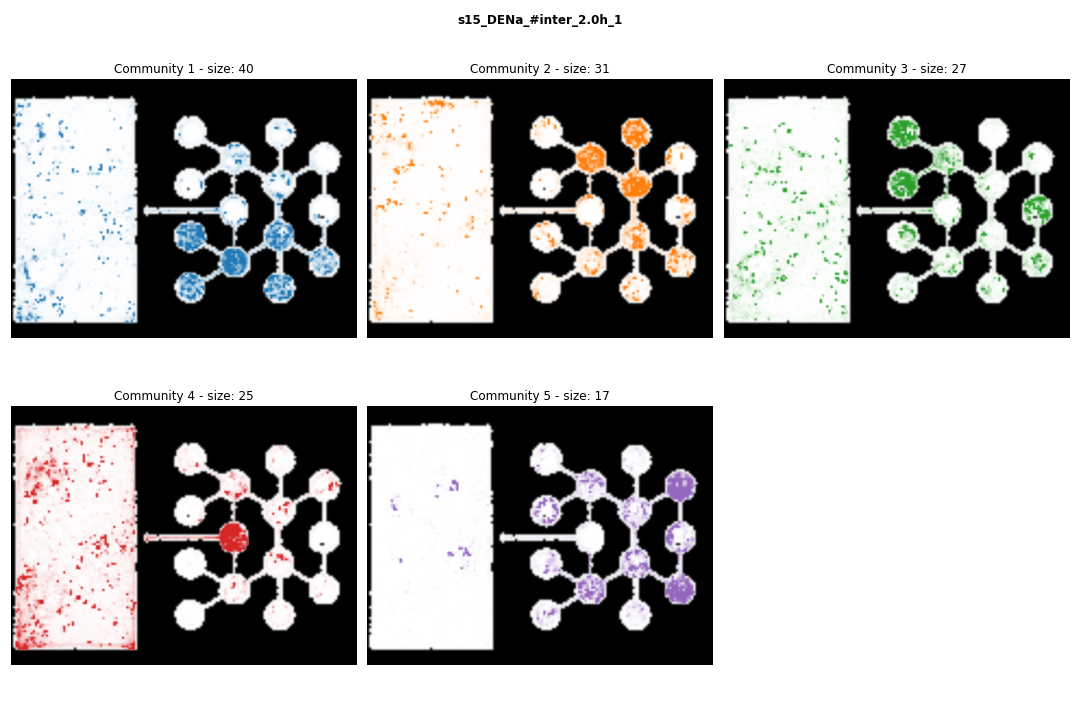 s15_DENa_#inter_2.0h_1
Community 1 - size: 40
Community 2 - size: 31
Community 3 - size: 27
Community 4 - size: 25
Community 5 - size: 17